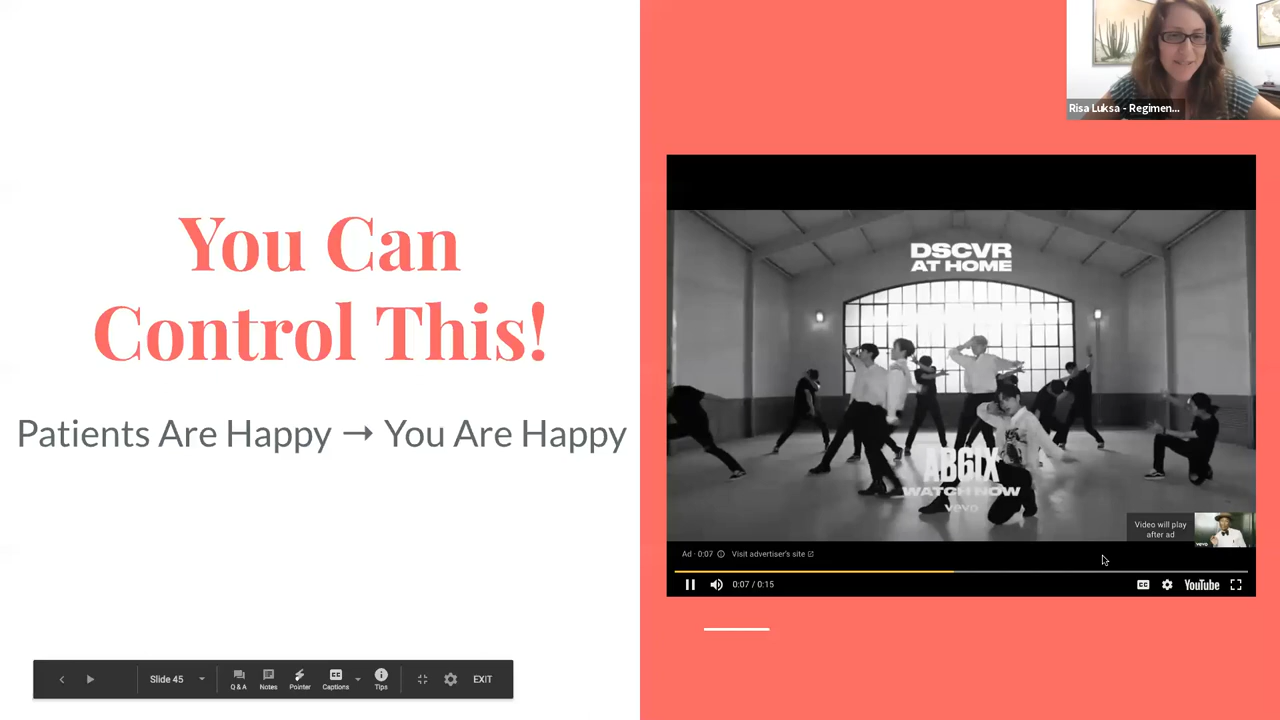 Risa Luksa - Regimen...
You Can
Control This!
Patients Are Happy → You Are Happy
DSCVR
AT HOME
AB6IX
WATCH NOW
vevo
Video will play
after ad
vevo
Ad · 0:07 Visit advertiser's site
0:07 / 0:15
CC
YouTube
Slide 45
Q & A
Notes
Pointer
Captions
Tips
EXIT